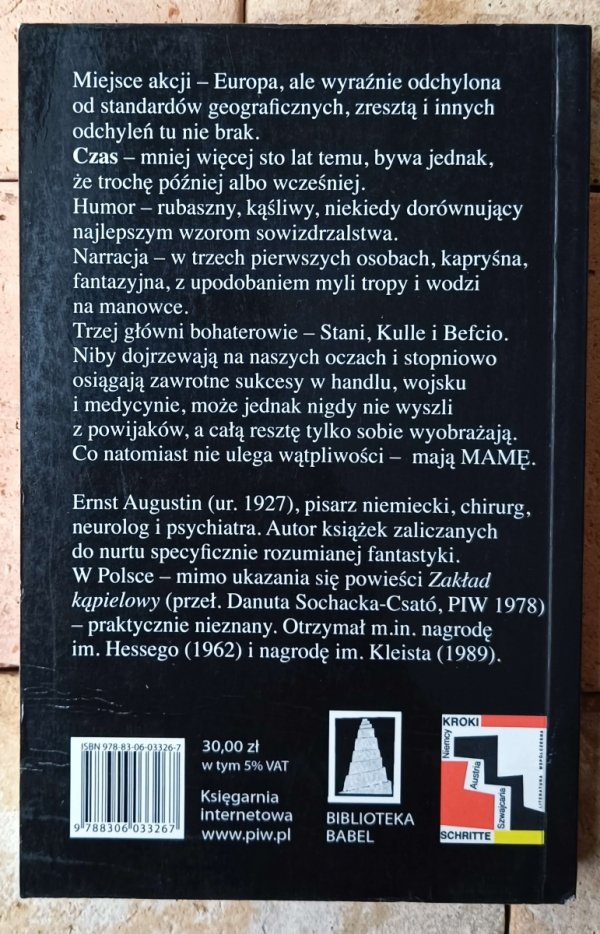 Miejsce akcji – Europa, ale wyraźnie odchylona
od standardów geograficznych, zresztą i innych
odchyleń tu nie brak.
Czas – mniej więcej sto lat temu, bywa jednak,
że trochę później albo wcześniej.
Humor – rubaszny, kąśliwy, niekiedy dorównujący
najlepszym wzorom sowizdrzalstwa.
Narracja – w trzech pierwszych osobach, kapryśna,
fantazyjna, z upodobaniem myli tropy i wodzi
na manowce.
Trzej główni bohaterowie – Stani, Kulle i Befcio.
Niby dojrzewają na naszych oczach i stopniowo
osiągają zawrotne sukcesy w handlu, wojsku
i medycynie, może jednak nigdy nie wyszli
z powijaków, a całą resztę tylko sobie wyobrażają.
Co natomiast nie ulega wątpliwości – mają MAMĘ.
Ernst Augustin (ur. 1927), pisarz niemiecki, chirurg,
neurolog i psychiatra. Autor książek zaliczanych
do nurtu specyficznie rozumianej fantastyki.
W Polsce – mimo ukazania się powieści Zakład
kąpielowy (przeł. Danuta Sochacka-Csató, PIW 1978)
– praktycznie nieznany. Otrzymał m.in. nagrodę
im. Hessego (1962) i nagrodę im. Kleista (1989).
ISBN 978-83-06-03326-7
9 788306 033267
30,00 zł
w tym 5% VAT
Księgarnia
internetowa
www.piw.pl
BIBLIOTEKA
BABEL
KROKI
Niemcy
Austria
Szwajcaria
LITERATURA WSPÓŁCZESNA
SCHRITTE